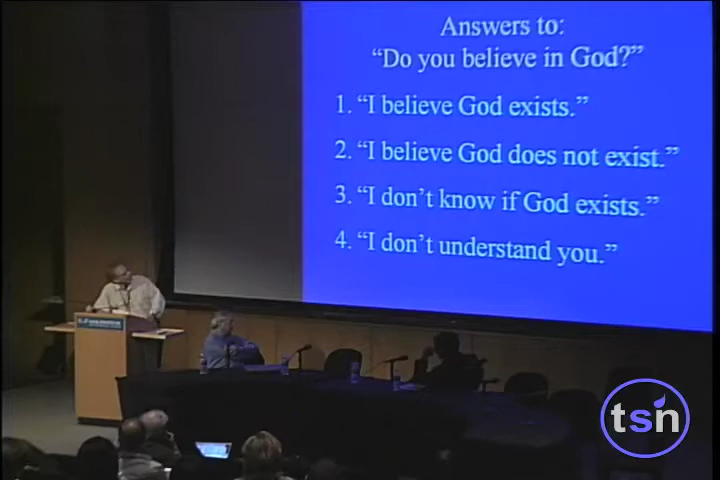 Answers to:
“Do you believe in God?”
1. “I believe God exists.”
2. “I believe God does not exist.”
3. “I don’t know if God exists.”
4. “I don’t understand you.”
tsn